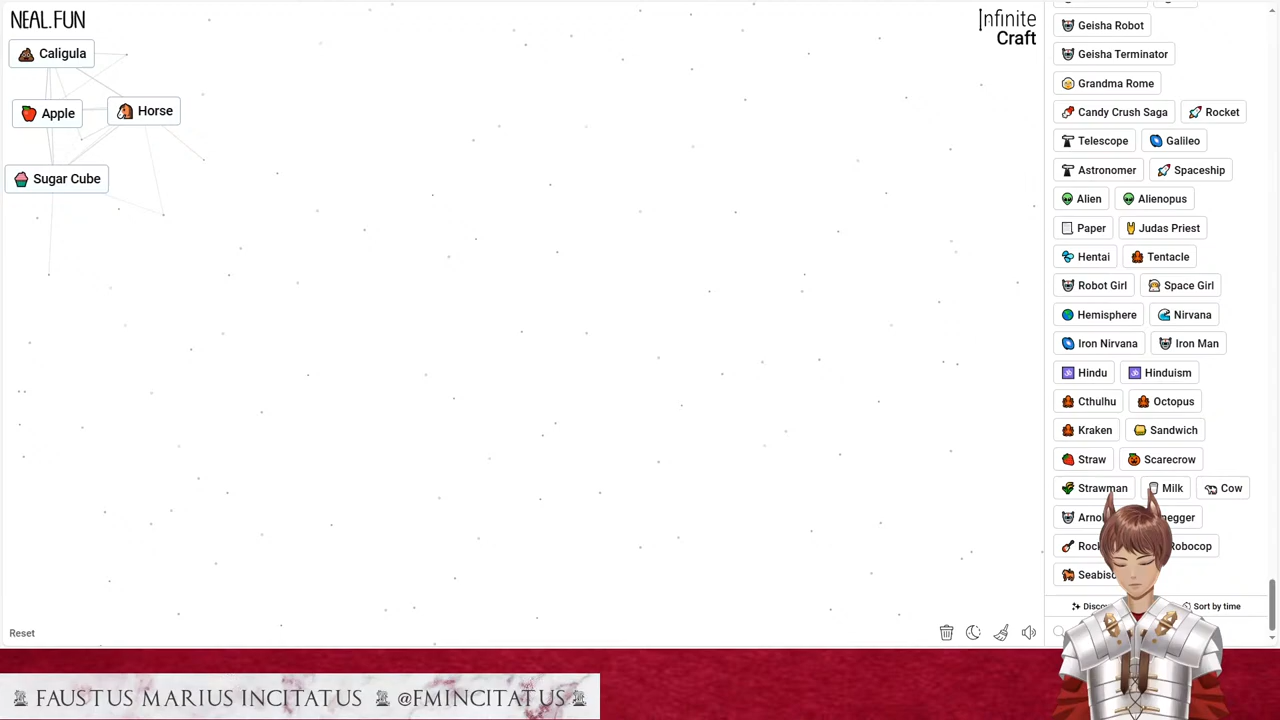 NEAL.FUN
Infinite
Craft
Caligula
Apple
Horse
Sugar Cube
Geisha Robot
Geisha Terminator
Grandma Rome
Candy Crush Saga Rocket
Telescope Galileo
Astronomer Spaceship
Alien Alienopus
Paper Judas Priest
Hentai Tentacle
Robot Girl Space Girl
Hemisphere Nirvana
Iron Nirvana Iron Man
Hindu Hinduism
Cthulhu Octopus
Kraken Sandwich
Straw Scarecrow
Strawman Milk Cow
Sort by time
Reset
FAUSTUS MARIUS INCITATUS @FMINCITATUS